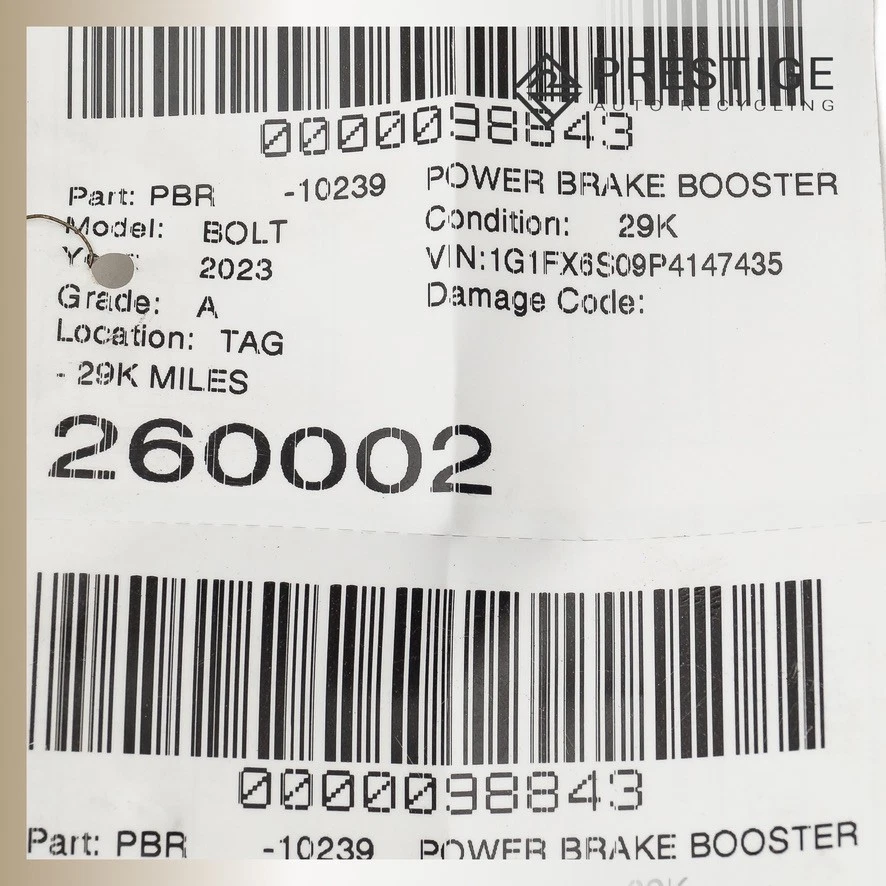 PRESTIGE
AUTO RECYCLING
0000098843
Part: PBR -10239 POWER BRAKE BOOSTER
Model: BOLT Condition: 29K
2023 VIN:1G1FX6S09P4147435
Grade: A Damage Code:
Location: TAG
- 29K MILES
260002
0000098843
Part: PBR -10239 POWER BRAKE BOOSTER